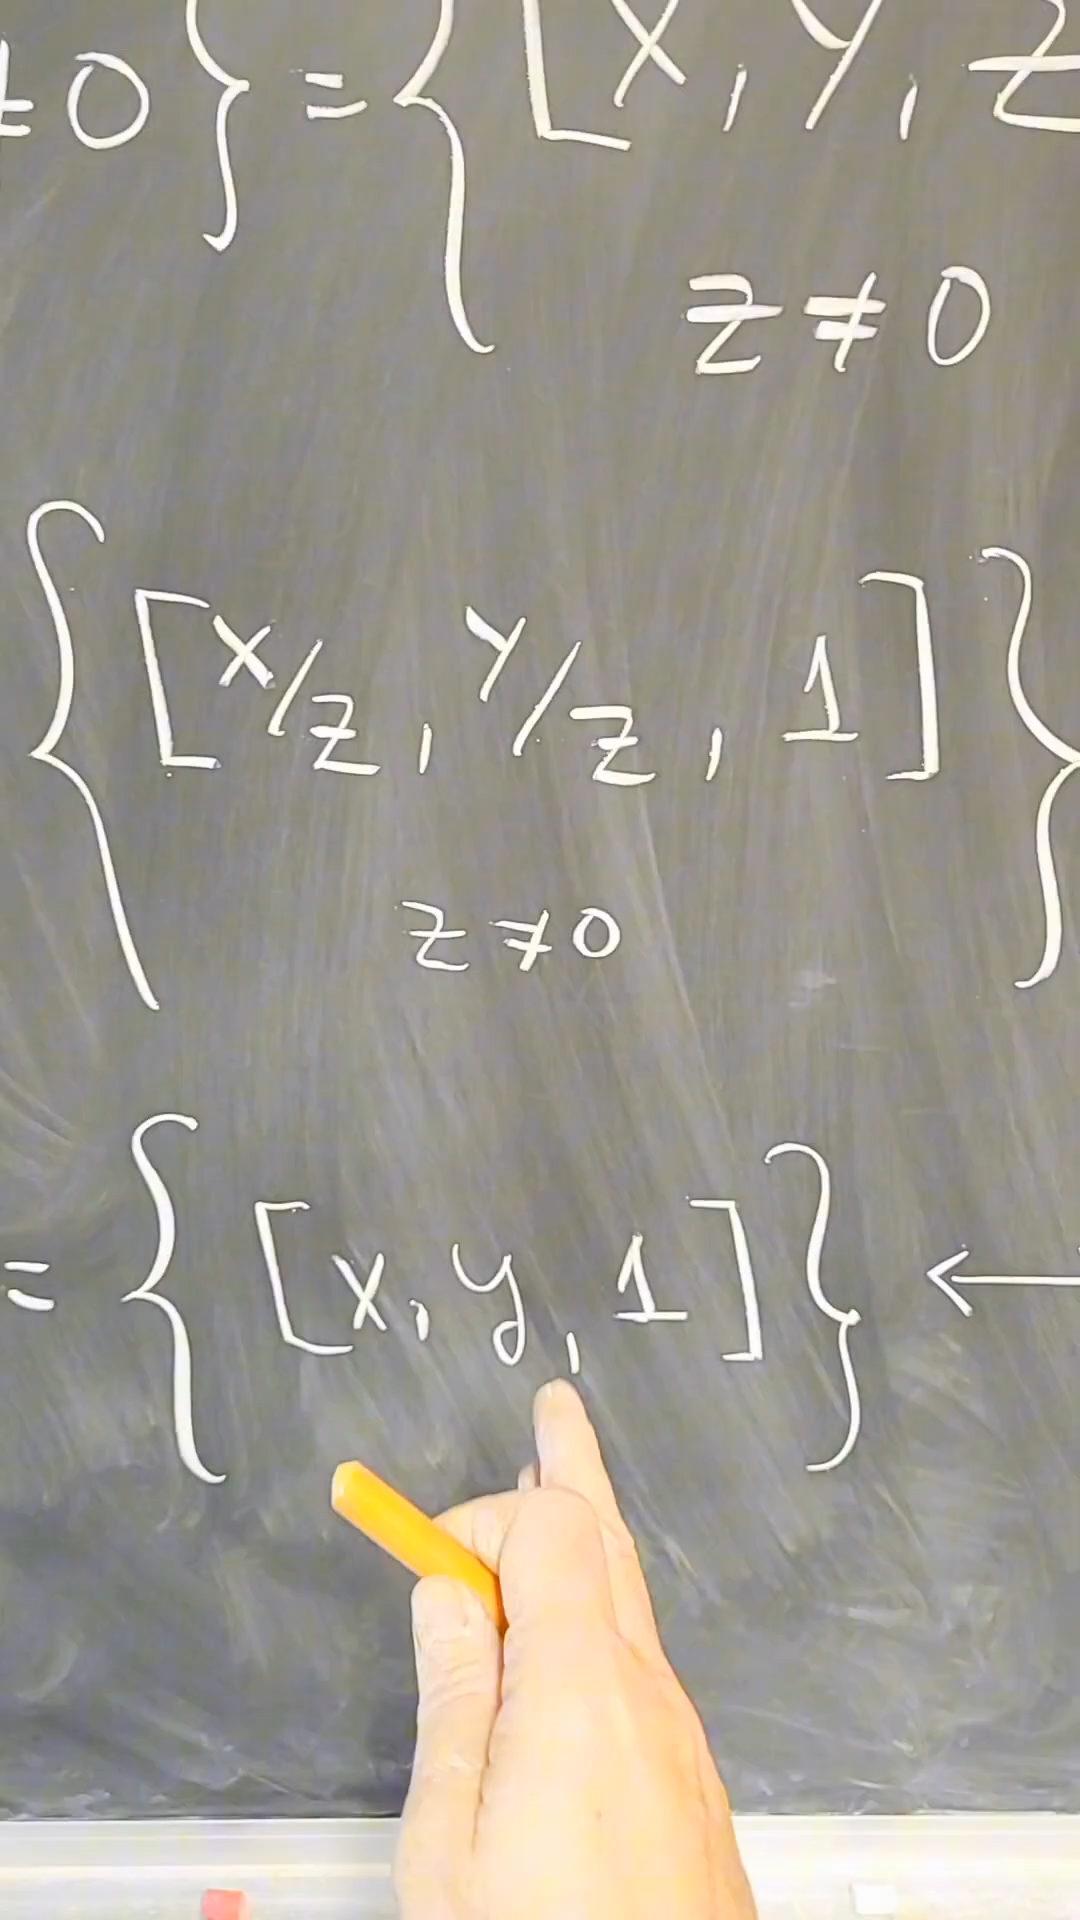 ≠ 0 } = { [ X, Y, Z
z ≠ 0
{ [ X/Z, Y/Z, 1 ] }
z ≠ 0
= { [ x, y, 1 ] } ←